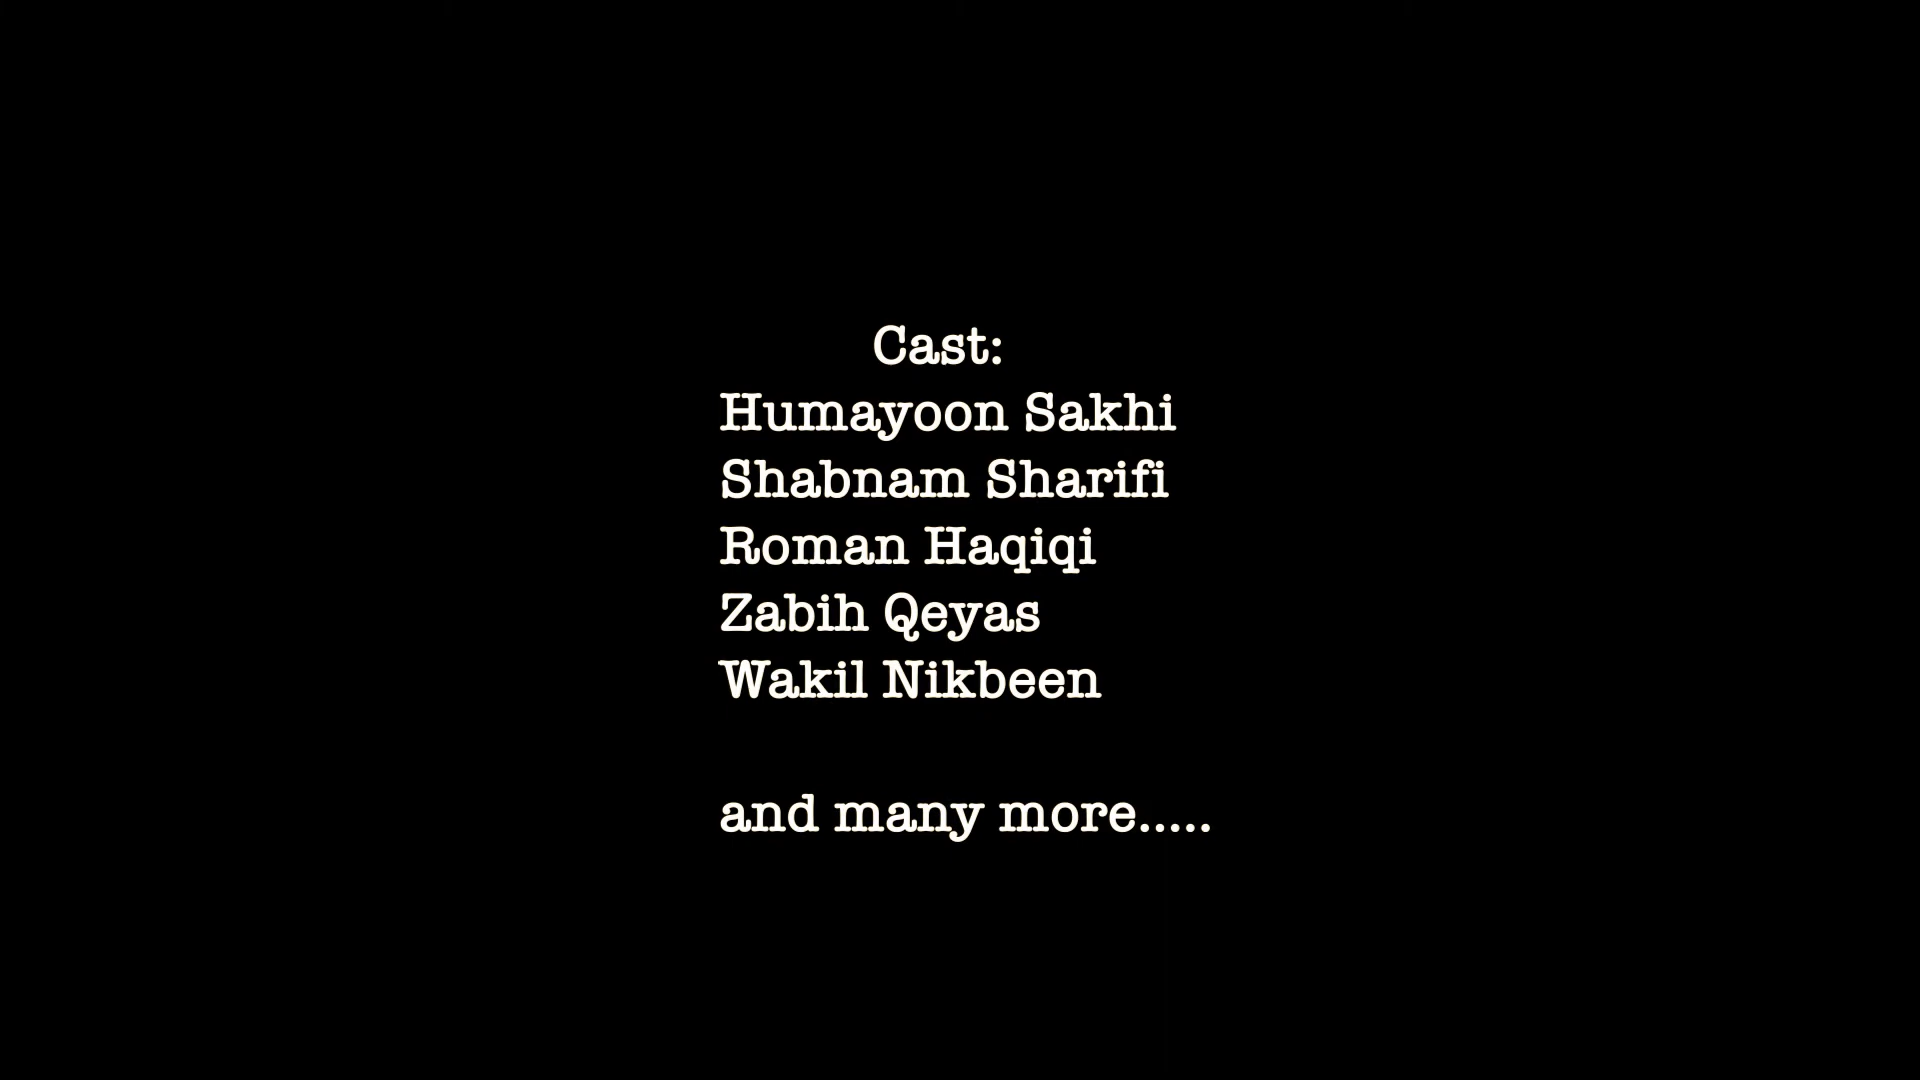 Cast:
Humayoon Sakhi
Shabnam Sharifi
Roman Haqiqi
Zabih Qeyas
Wakil Nikbeen
and many more.....